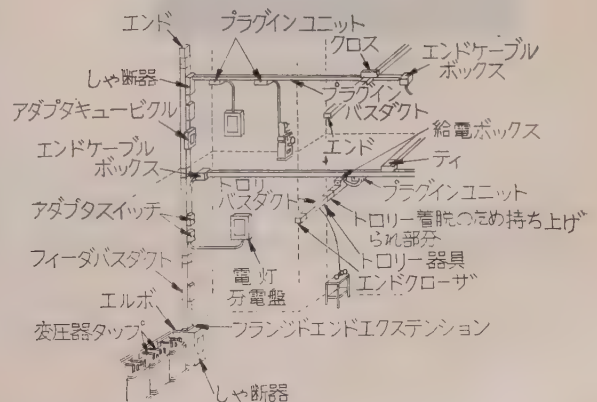 エンド
プラグインユニット
クロス
エンドケーブル
ボックス
しゃ断器
プラグイン
バスダクト
アダプタキュービクル
給電ボックス
エンド
エンドケーブル
ボックス
ティ
トロリー
バスダクト
プラグインユニット
アダプタスイッチ
トロリー着脱のため持ち上げ
られ部分
トロリー器具
フィーダバスダクト
電灯
分電盤
エンドクローザ
エルボ
変圧器タップ
フランジドエンドエクステンション
しゃ断器